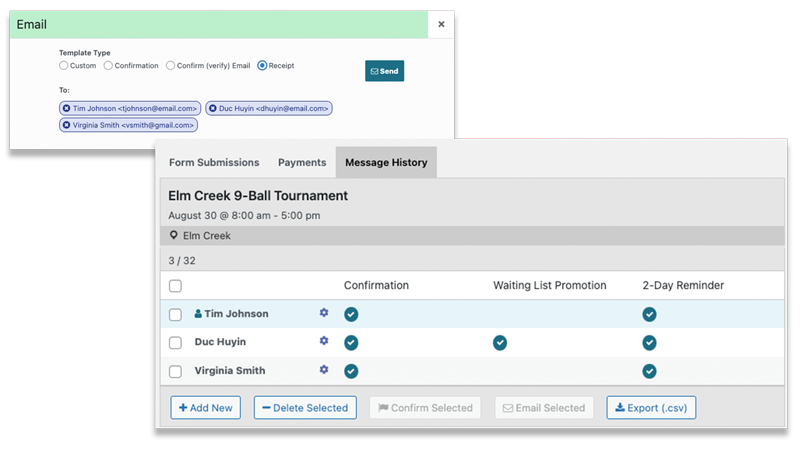 Email
×
Template Type
Custom Confirmation Confirm (verify) Email Receipt
Send
To:
Tim Johnson <tjohnson@email.com> Duc Huyin <dhuyin@email.com>
Virginia Smith <vsmith@gmail.com>
Form Submissions Payments Message History
Elm Creek 9-Ball Tournament
August 30 @ 8:00 am - 5:00 pm
Elm Creek
3 / 32
Confirmation Waiting List Promotion 2-Day Reminder
Tim Johnson
Duc Huyin
Virginia Smith
Add New Delete Selected Confirm Selected Email Selected Export (.csv)